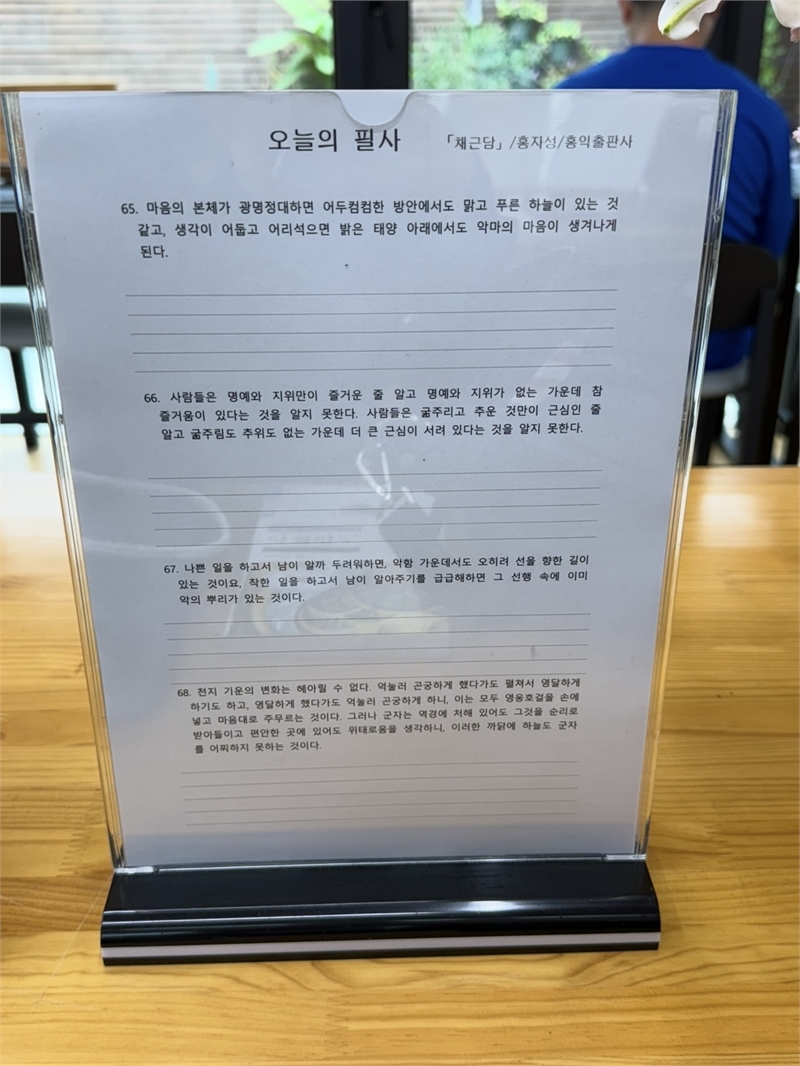 오늘의 필사 「채근담」/홍자성/홍익출판사
65. 마음의 본체가 광명정대하면 어두컴컴한 방안에서도 맑고 푸른 하늘이 있는 것
같고, 생각이 어둡고 어리석으면 밝은 태양 아래에서도 악마의 마음이 생겨나게
된다.
66. 사람들은 명예와 지위만이 즐거운 줄 알고 명예와 지위가 없는 가운데 참
즐거움이 있다는 것을 알지 못한다. 사람들은 굶주리고 추운 것만이 근심인 줄
알고 굶주림도 추위도 없는 가운데 더 큰 근심이 서려 있다는 것을 알지 못한다.
67. 나쁜 일을 하고서 남이 알까 두려워하면, 악함 가운데서도 오히려 선을 향한 길이
있는 것이요, 착한 일을 하고서 남이 알아주기를 급급해하면 그 선행 속에 이미
악의 뿌리가 있는 것이다.
68. 천지 기운의 변화는 헤아릴 수 없다. 억눌러 곤궁하게 했다가도 펼쳐서 영달하게
하기도 하고, 영달하게 했다가도 억눌러 곤궁하게 하니, 이는 모두 영웅호걸을 손에
넣고 마음대로 주무르는 것이다. 그러나 군자는 역경에 처해 있어도 그것을 순리로
받아들이고 편안한 곳에 있어도 위태로움을 생각하니, 이러한 까닭에 하늘도 군자
를 어찌하지 못하는 것이다.